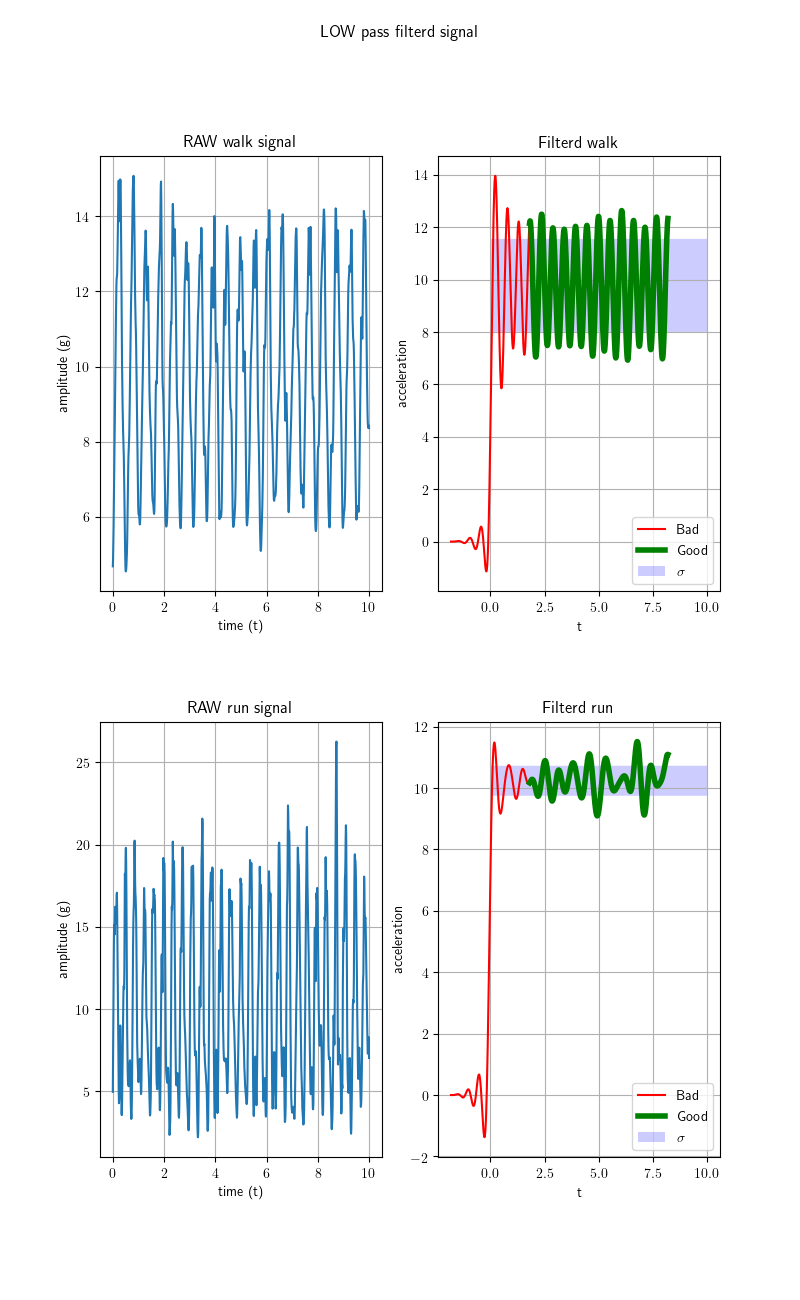 LOW pass filterd signal
RAW walk signal
amplitude (g)
14
12
10
8
6
0 2 4 6 8 10
time (t)
Filterd walk
acceleration
14
12
10
8
6
4
2
0
0.0 2.5 5.0 7.5 10.0
t
Bad
Good
σ
RAW run signal
amplitude (g)
25
20
15
10
5
0 2 4 6 8 10
time (t)
Filterd run
acceleration
12
10
8
6
4
2
0
−2
0.0 2.5 5.0 7.5 10.0
t
Bad
Good
σ